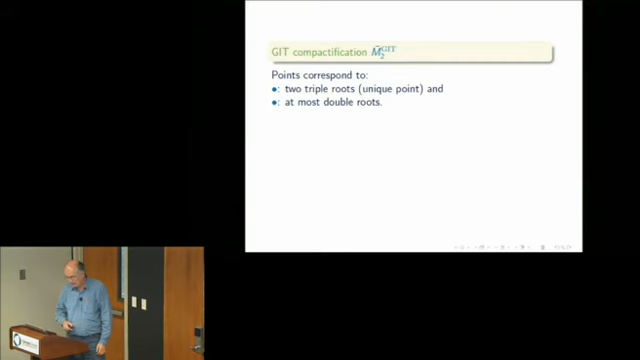 GIT compactification M̄₂^GIT
Points correspond to:
•: two triple roots (unique point) and
•: at most double roots.